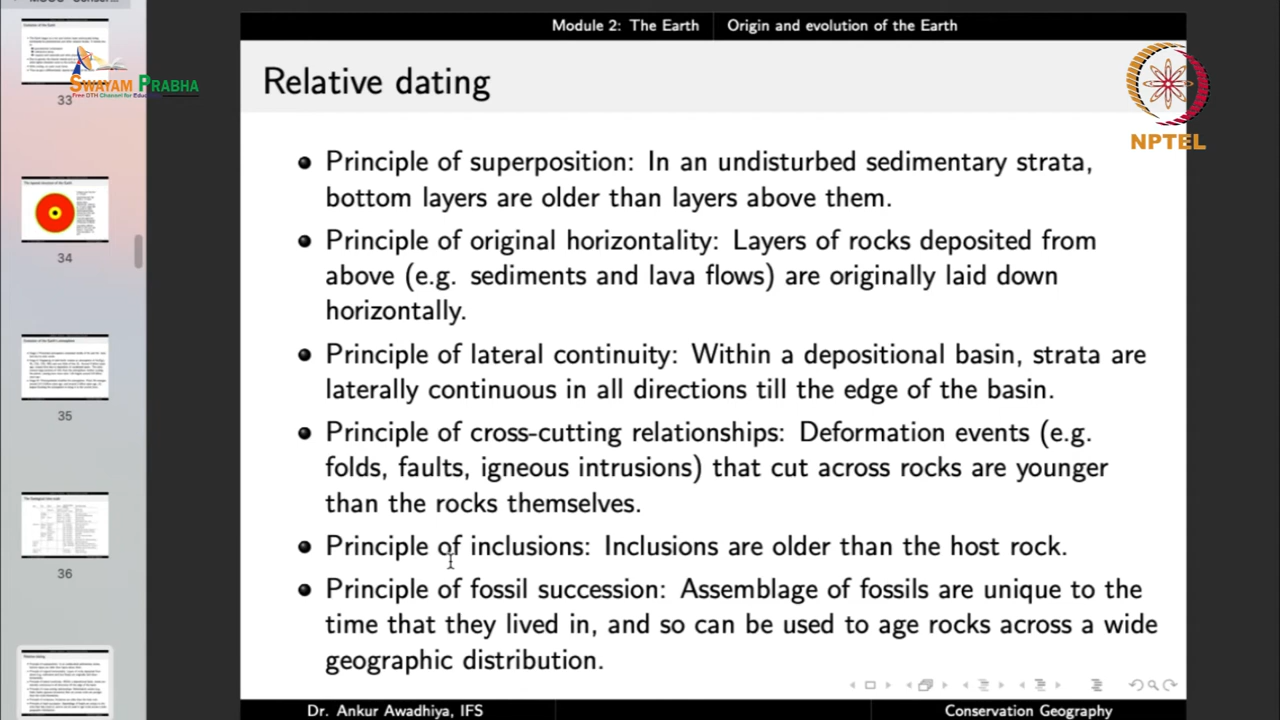 Module 2: The Earth
Origin and evolution of the Earth
SWAYAM PRABHA
Relative dating
NPTEL
Principle of superposition: In an undisturbed sedimentary strata,
bottom layers are older than layers above them.
Principle of original horizontality: Layers of rocks deposited from
above (e.g. sediments and lava flows) are originally laid down
horizontally.
Principle of lateral continuity: Within a depositional basin, strata are
laterally continuous in all directions till the edge of the basin.
Principle of cross-cutting relationships: Deformation events (e.g.
folds, faults, igneous intrusions) that cut across rocks are younger
than the rocks themselves.
Principle of inclusions: Inclusions are older than the host rock.
Principle of fossil succession: Assemblage of fossils are unique to the
time that they lived in, and so can be used to age rocks across a wide
geographic distribution.
33
34
35
36
Dr. Ankur Awadhiya, IFS
Conservation Geography